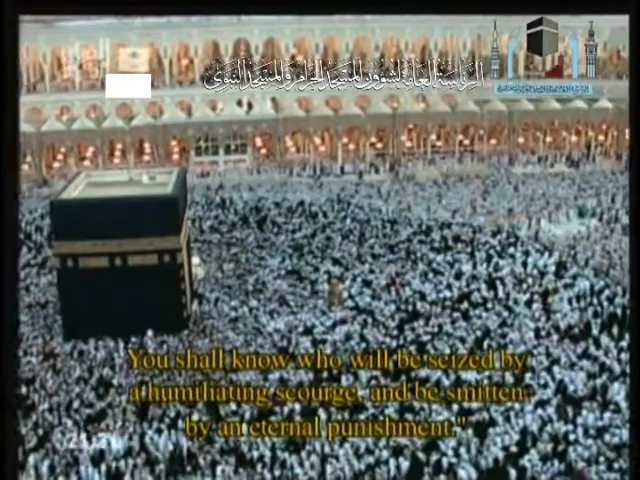 الرئاسة العامة لشؤون المسجد الحرام والمسجد النبوي
You shall know who will be seized by
a humiliating scourge, and be smitten
by an eternal punishment."